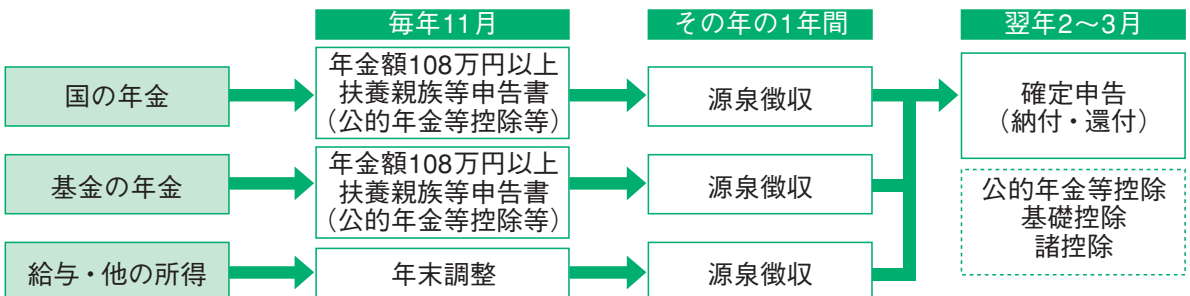 毎年11月
その年の1年間
翌年2～3月
国の年金
年金額108万円以上
扶養親族等申告書
（公的年金等控除等）
源泉徴収
確定申告
（納付・還付）
基金の年金
年金額108万円以上
扶養親族等申告書
（公的年金等控除等）
源泉徴収
公的年金等控除
基礎控除
諸控除
給与・他の所得
年末調整
源泉徴収